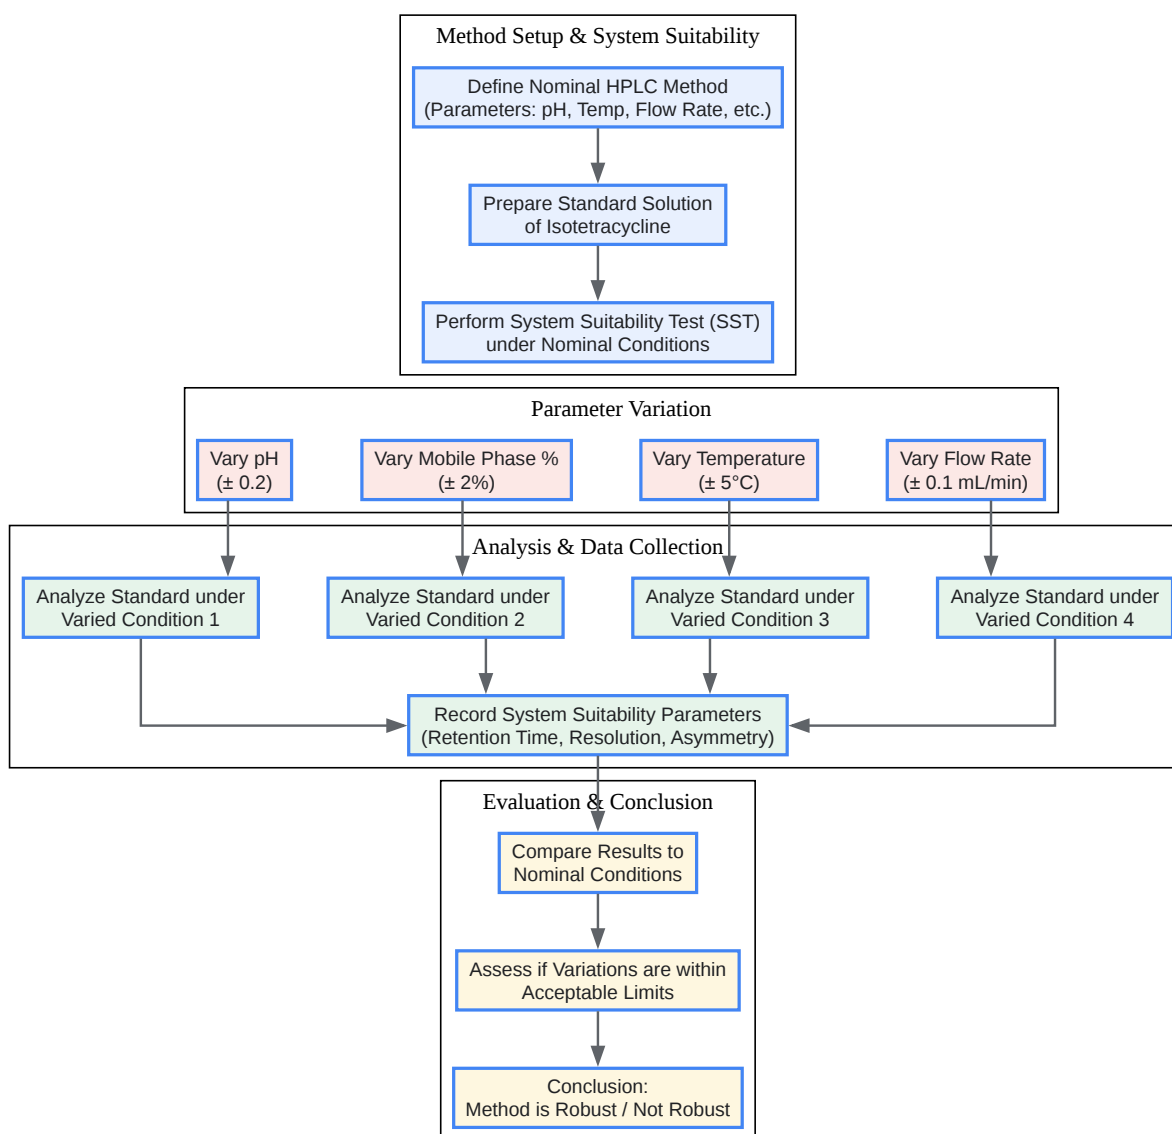 Method Setup & System Suitability
Define Nominal HPLC Method
(Parameters: pH, Temp, Flow Rate, etc.)
Prepare Standard Solution
of Isotetracycline
Perform System Suitability Test (SST)
under Nominal Conditions
Parameter Variation
Vary pH
(± 0.2)
Vary Mobile Phase %
(± 2%)
Vary Temperature
(± 5°C)
Vary Flow Rate
(± 0.1 mL/min)
Analysis & Data Collection
Analyze Standard under
Varied Condition 1
Analyze Standard under
Varied Condition 2
Analyze Standard under
Varied Condition 3
Analyze Standard under
Varied Condition 4
Record System Suitability Parameters
(Retention Time, Resolution, Asymmetry)
Evaluation & Conclusion
Compare Results to
Nominal Conditions
Assess if Variations are within
Acceptable Limits
Conclusion:
Method is Robust / Not Robust